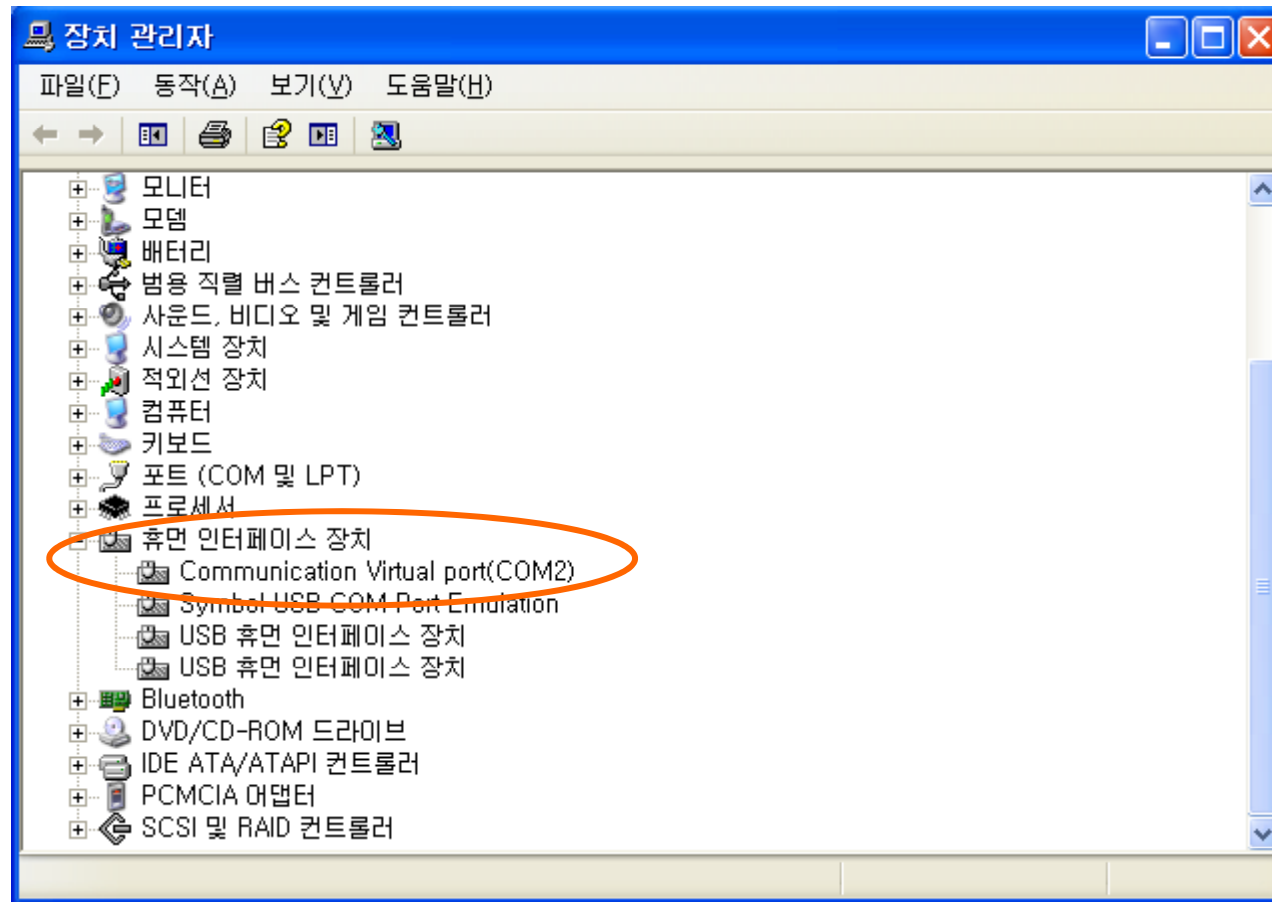 장치 관리자
파일(F) 동작(A) 보기(V) 도움말(H)
모니터
모뎀
배터리
범용 직렬 버스 컨트롤러
사운드, 비디오 및 게임 컨트롤러
시스템 장치
적외선 장치
컴퓨터
키보드
포트 (COM 및 LPT)
프로세서
휴먼 인터페이스 장치
Communication Virtual port(COM2)
Symbol USB COM Port Emulation
USB 휴먼 인터페이스 장치
USB 휴먼 인터페이스 장치
Bluetooth
DVD/CD-ROM 드라이브
IDE ATA/ATAPI 컨트롤러
PCMCIA 어댑터
SCSI 및 RAID 컨트롤러